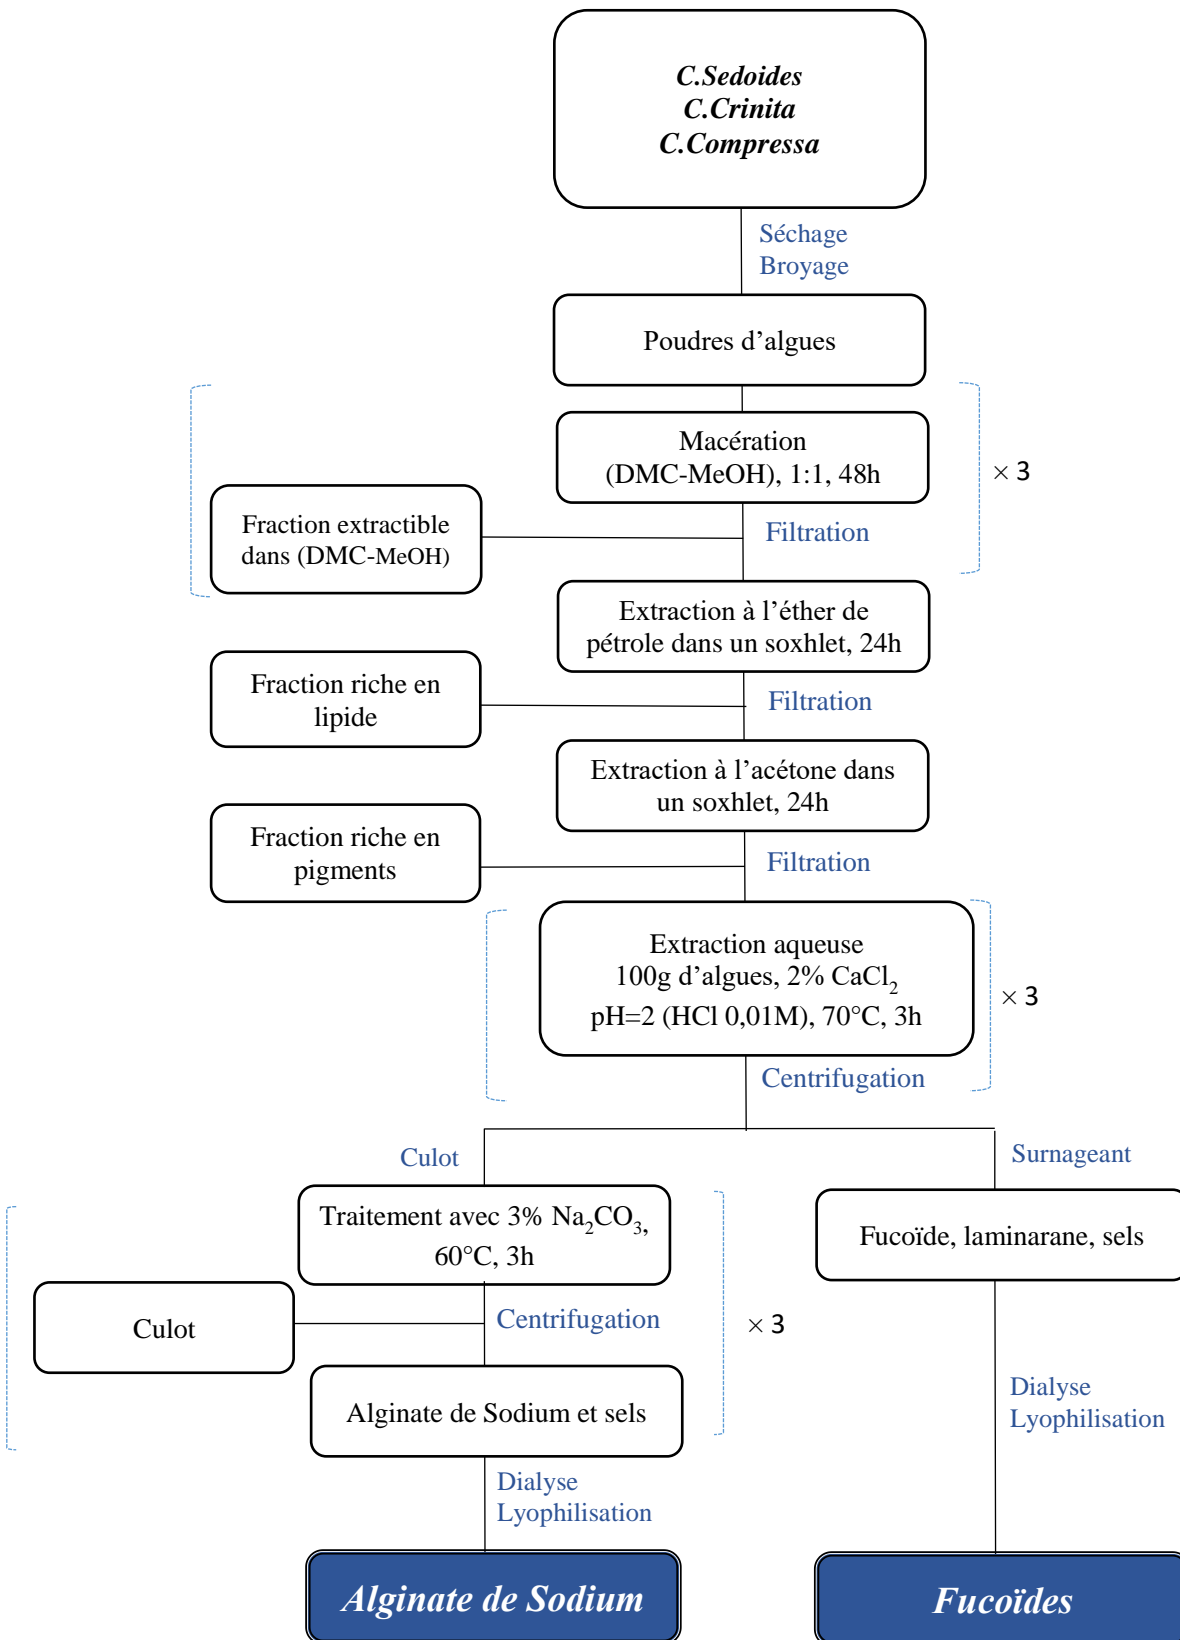 C.Sedoides
C.Crinita
C.Compressa
Séchage
Broyage
Poudres d’algues
Macération
(DMC-MeOH), 1:1, 48h
× 3
Fraction extractible
dans (DMC-MeOH)
Filtration
Extraction à l’éther de
pétrole dans un soxhlet, 24h
Fraction riche en
lipide
Filtration
Extraction à l’acétone dans
un soxhlet, 24h
Fraction riche en
pigments
Filtration
Extraction aqueuse
100g d’algues, 2% CaCl₂
pH=2 (HCl 0,01M), 70°C, 3h
× 3
Centrifugation
Culot
Surnageant
Traitement avec 3% Na₂CO₃,
60°C, 3h
Fucoïde, laminarane, sels
Culot
Centrifugation
× 3
Alginate de Sodium et sels
Dialyse
Lyophilisation
Dialyse
Lyophilisation
Alginate de Sodium
Fucoïdes